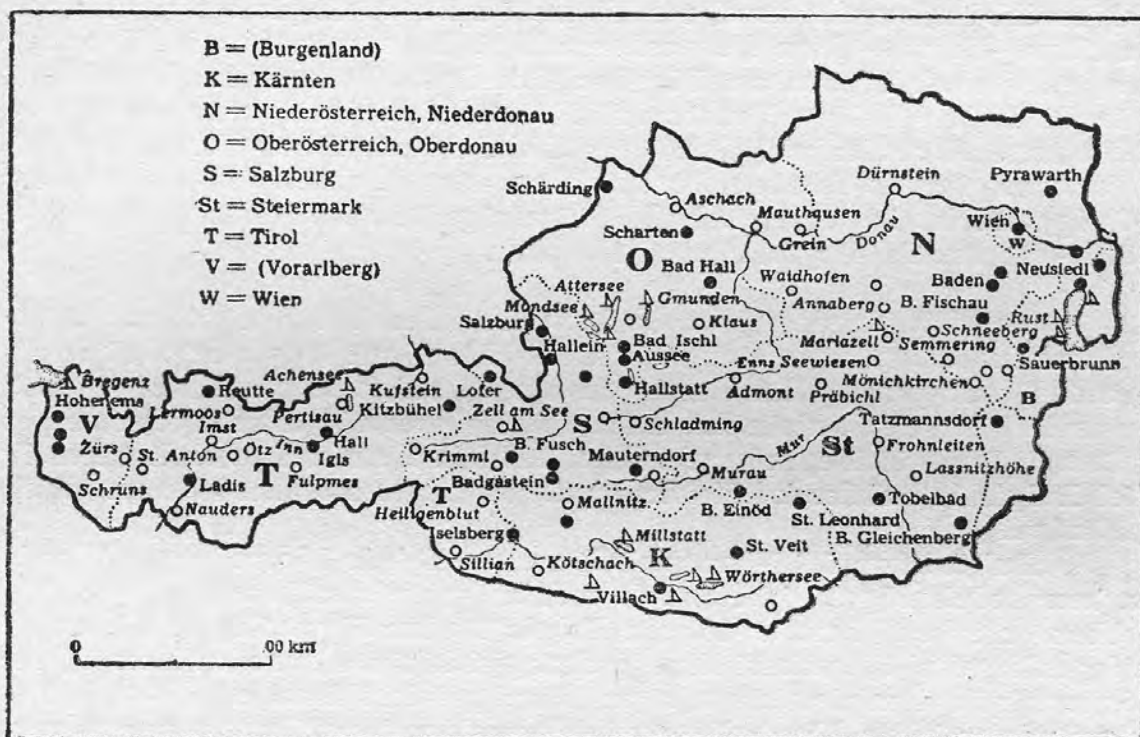 B = (Burgenland)
K = Kärnten
N = Niederösterreich, Niederdonau
O = Oberösterreich, Oberdonau
S = Salzburg
St = Steiermark
T = Tirol
V = (Vorarlberg)
W = Wien
Schärding
Aschach
Dürnstein
Pyrawarth
Scharten
Mauthausen
Grein
Donau
Wien
W
N
O
Bad Hall
Waidhofen
Baden
Neusiedl
Attersee
Gmunden
Annaberg
B. Fischau
Mondsee
Klaus
Rust
Schneeberg
Salzburg
Mariazell
Semmering
Hallein
Bad Ischl
Aussee
Enns
Seewiesen
Sauerbrunn
Hallstatt
Admont
Mönichkirchen
Präbichl
B
Bregenz
Achensee
Hohenems
Reutte
Kufstein
Lofer
V
Lermoos
Pertisau
Kitzbühel
Zell am See
S
Schladming
Tatzmannsdorf
Imst
Hall
Mur
St
Frohnleiten
Zürs
St. Anton
Ötz
Inn
Igls
Krimml
B. Fusch
Mauterndorf
Murau
Lassnitzhöhe
Schruns
Ladis
T
Fulpmes
T
Badgastein
Mallnitz
B. Einöd
St. Leonhard
Tobelbad
Nauders
Heiligenblut
B. Gleichenberg
Iselsberg
Millstatt
St. Veit
Sillian
Kötschach
K
Wörthersee
Villach
0
00 km